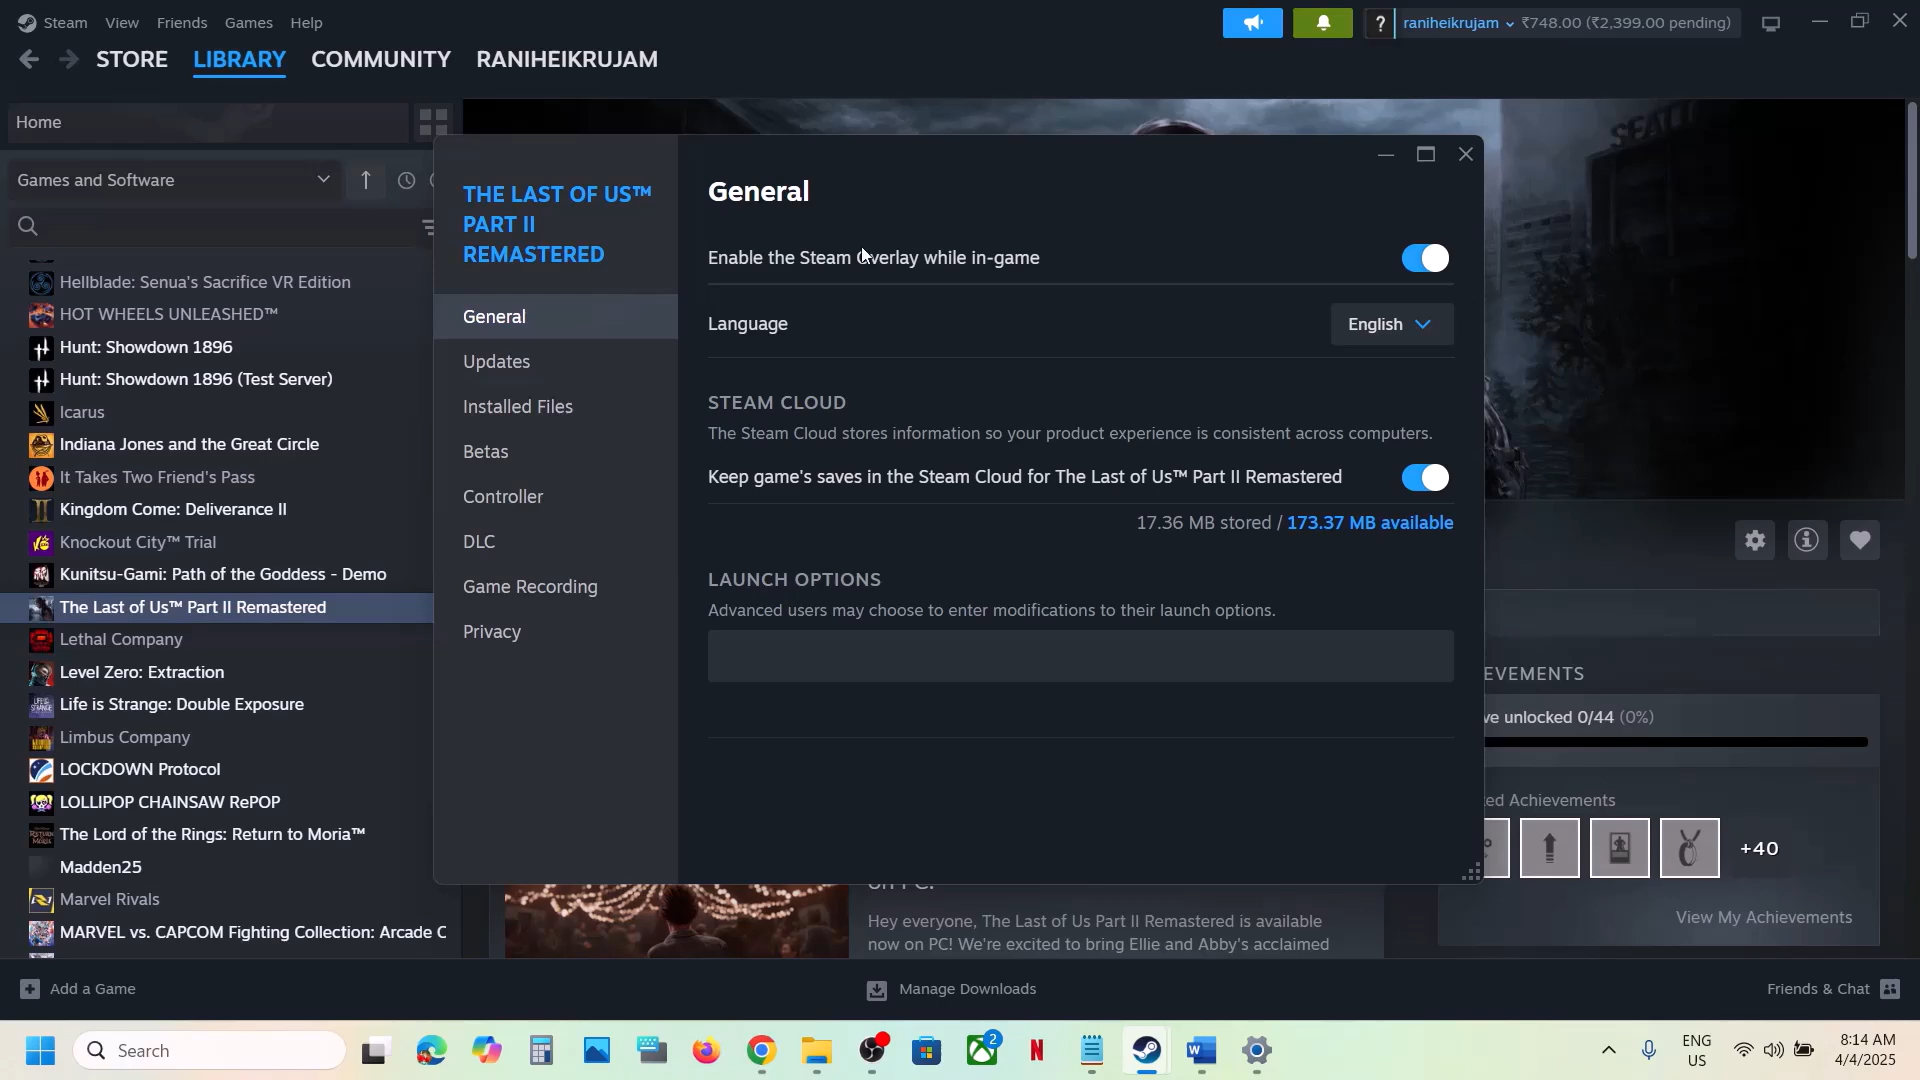 Steam View Friends Games Help
raniheikrujam ₹748.00 (₹2,399.00 pending)
STORE LIBRARY COMMUNITY RANIHEIKRUJAM
Home
Games and Software
Hellblade: Senua's Sacrifice VR Edition
HOT WHEELS UNLEASHED™
Hunt: Showdown 1896
Hunt: Showdown 1896 (Test Server)
Icarus
Indiana Jones and the Great Circle
It Takes Two Friend's Pass
Kingdom Come: Deliverance II
Knockout City™ Trial
Kunitsu-Gami: Path of the Goddess - Demo
The Last of Us™ Part II Remastered
Lethal Company
Level Zero: Extraction
Life is Strange: Double Exposure
Limbus Company
LOCKDOWN Protocol
LOLLIPOP CHAINSAW RePOP
The Lord of the Rings: Return to Moria™
Madden25
Marvel Rivals
MARVEL vs. CAPCOM Fighting Collection: Arcade C
THE LAST OF US™
PART II
REMASTERED
General
Updates
Installed Files
Betas
Controller
DLC
Game Recording
Privacy
General
Enable the Steam Overlay while in-game
Language English
STEAM CLOUD
The Steam Cloud stores information so your product experience is consistent across computers.
Keep game's saves in the Steam Cloud for The Last of Us™ Part II Remastered
17.36 MB stored / 173.37 MB available
LAUNCH OPTIONS
Advanced users may choose to enter modifications to their launch options.
SEATTL
EVEMENTS
ve unlocked 0/44 (0%)
ed Achievements
+40
View My Achievements
on PC!
Hey everyone, The Last of Us Part II Remastered is available
now on PC! We're excited to bring Ellie and Abby's acclaimed
Add a Game
Manage Downloads
Friends & Chat
Search
2
ENG
US
8:14 AM
4/4/2025